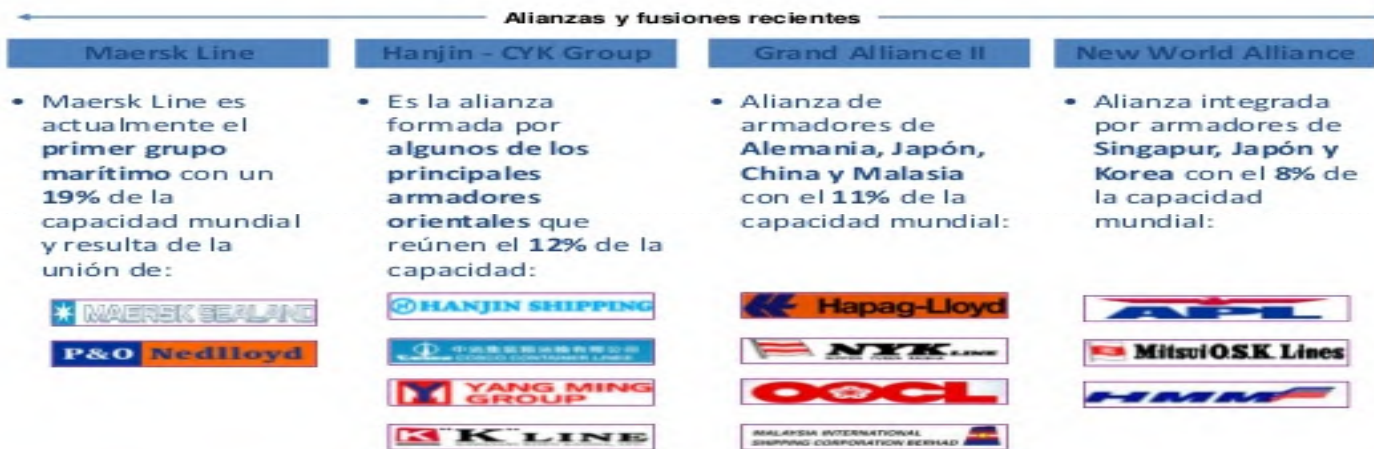 Alianzas y fusiones recientes
Maersk Line
• Maersk Line es
actualmente el
primer grupo
marítimo con un
19% de la
capacidad mundial
y resulta de la
unión de:
MAERSK SEALAND
P&O Nedlloyd
Hanjin - CYK Group
• Es la alianza
formada por
algunos de los
principales
armadores
orientales que
reúnen el 12% de la
capacidad:
HANJIN SHIPPING
COSCO CONTAINER LINES
YANG MING
GROUP
K "K" LINE
Grand Alliance II
• Alianza de
armadores de
Alemania, Japón,
China y Malasia
con el 11% de la
capacidad mundial:
Hapag-Lloyd
NYK LINE
OOCL
MALAYSIA INTERNATIONAL
SHIPPING CORPORATION BERHAD
New World Alliance
• Alianza integrada
por armadores de
Singapur, Japón y
Korea con el 8% de
la capacidad
mundial:
APL
Mitsui O.S.K. Lines
HMM